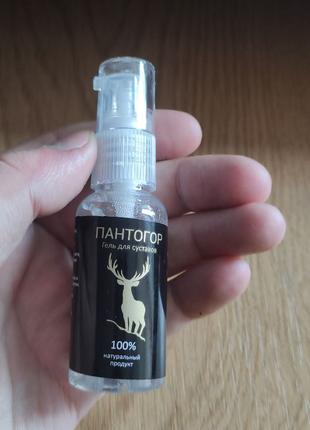 ПАНТОГОР
Гель для суставов
100%
натуральный
продукт